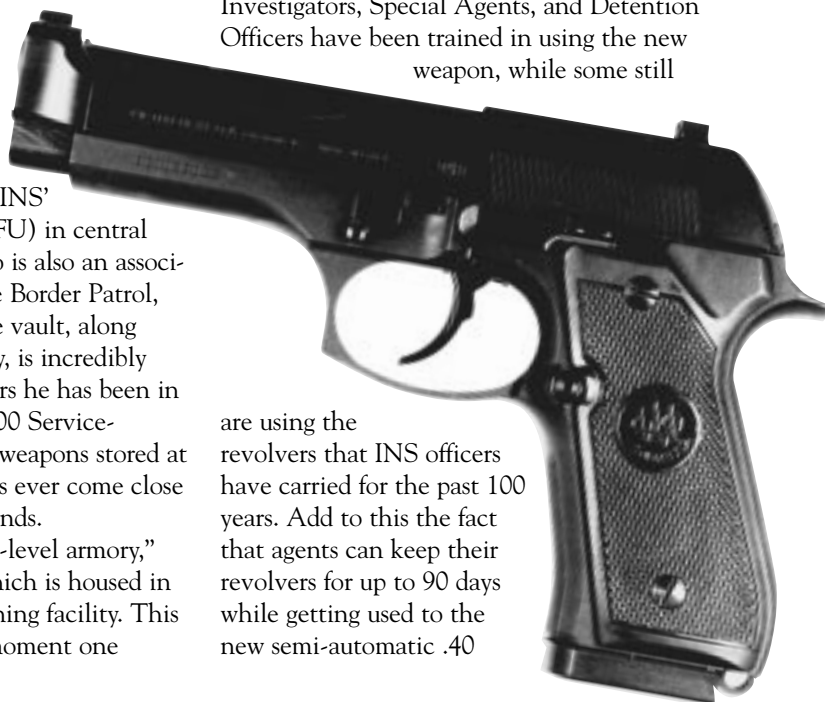 INS'
FU) in central
o is also an associ-
e Border Patrol,
e vault, along
y, is incredibly
rs he has been in
00 Service-
weapons stored at
s ever come close
nds.
-level armory,"
hich is housed in
ning facility. This
noment one
Investigators, Special Agents, and Detention
Officers have been trained in using the new
weapon, while some still
are using the
revolvers that INS officers
have carried for the past 100
years. Add to this the fact
that agents can keep their
revolvers for up to 90 days
while getting used to the
new semi-automatic .40